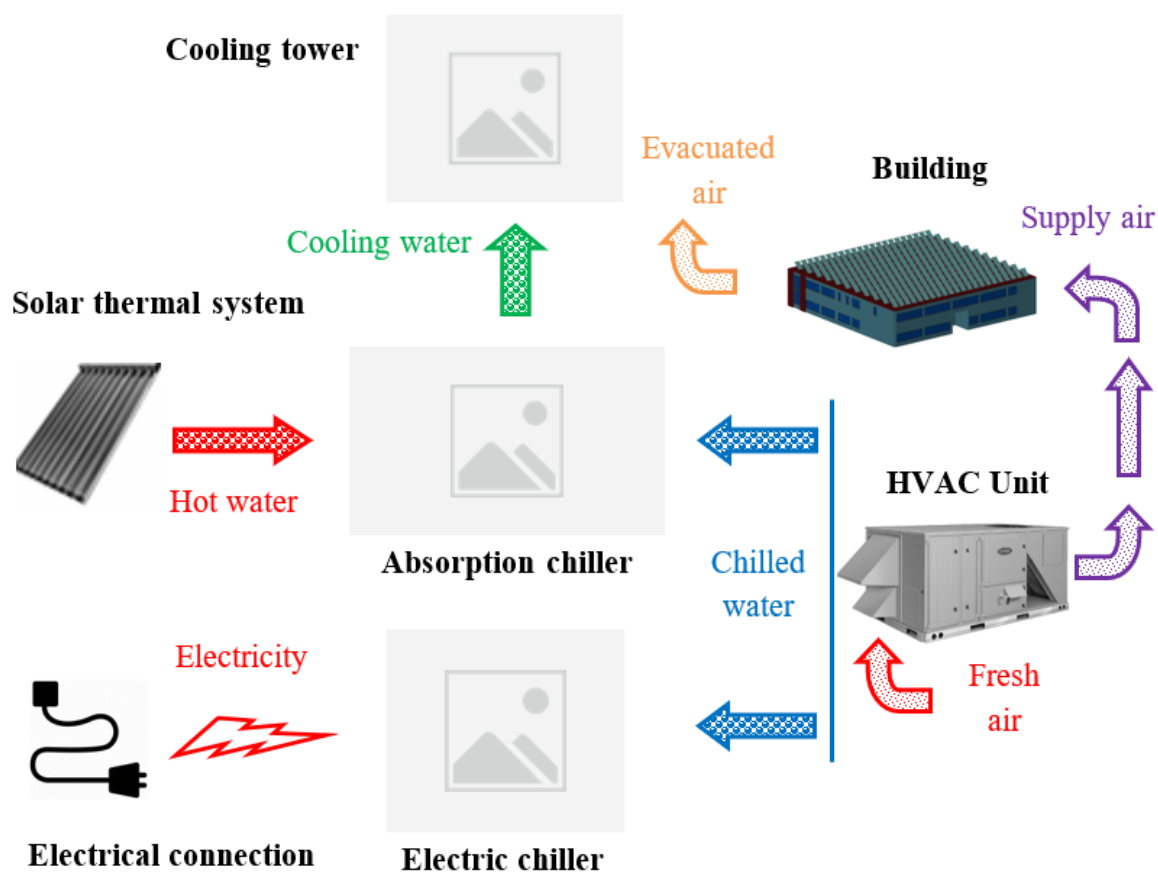 Cooling tower
Evacuated
air
Building
Supply air
Cooling water
Solar thermal system
Hot water
HVAC Unit
Absorption chiller
Chilled
water
Electricity
Fresh
air
Electrical connection
Electric chiller